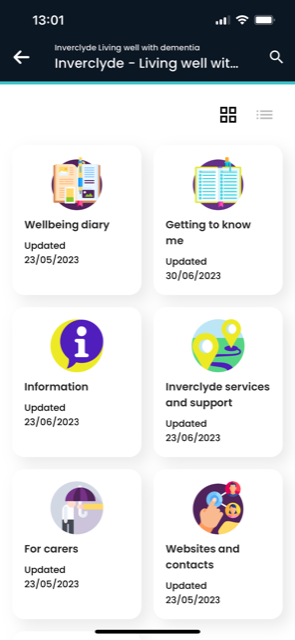 13:01
Inverclyde Living well with dementia
Inverclyde - Living well wit...
Wellbeing diary
Updated
23/05/2023
Getting to know
me
Updated
30/06/2023
Information
Updated
23/06/2023
Inverclyde services
and support
Updated
23/06/2023
For carers
Updated
23/05/2023
Websites and
contacts
Updated
23/05/2023